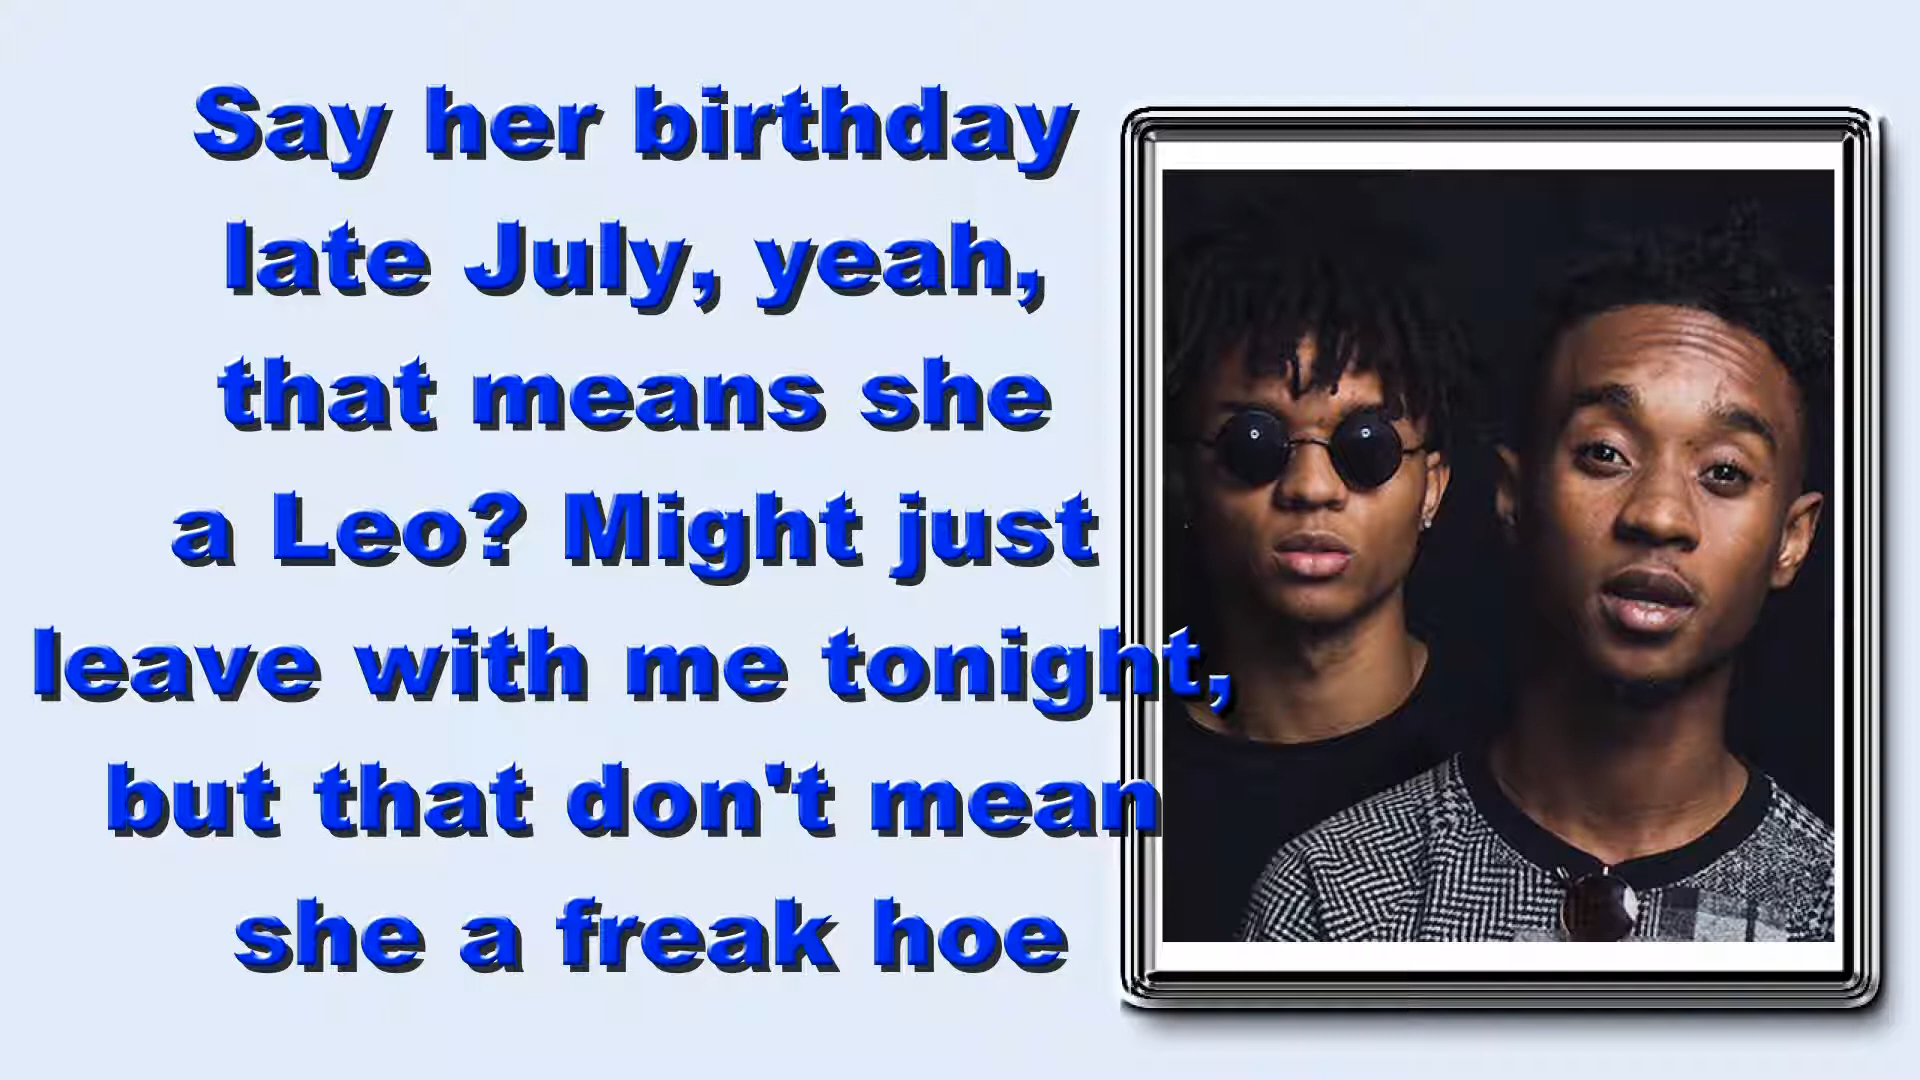 Say her birthday
late July, yeah,
that means she
a Leo? Might just
leave with me tonight,
but that don't mean
she a freak hoe